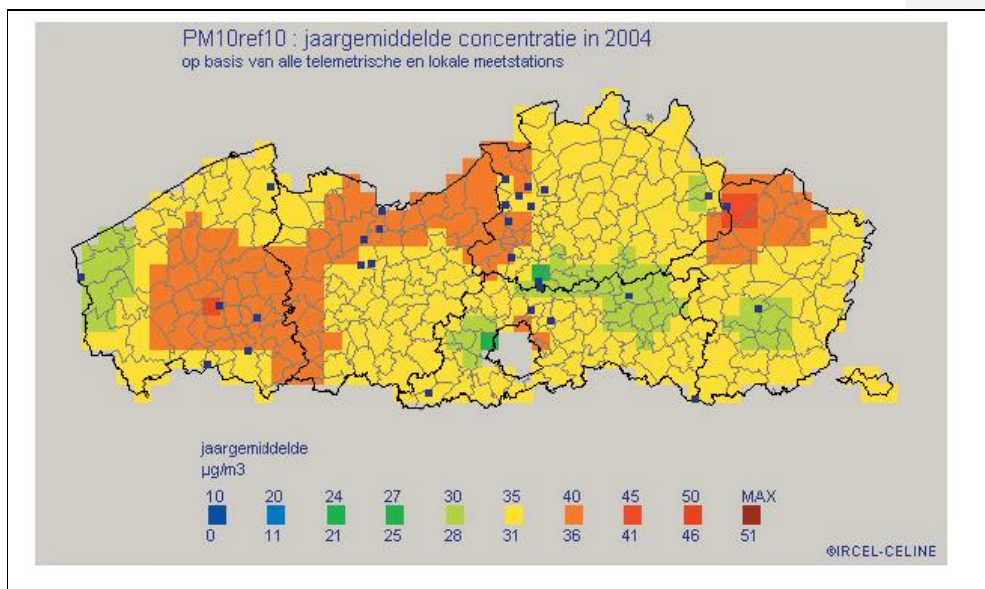 PM10ref10 : jaargemiddelde concentratie in 2004
op basis van alle telemetrische en lokale meetstations
jaargemiddelde
µg/m3
10 20 24 27 30 35 40 45 50 MAX
0 11 21 25 28 31 36 41 46 51
©IRCEL-CELINE